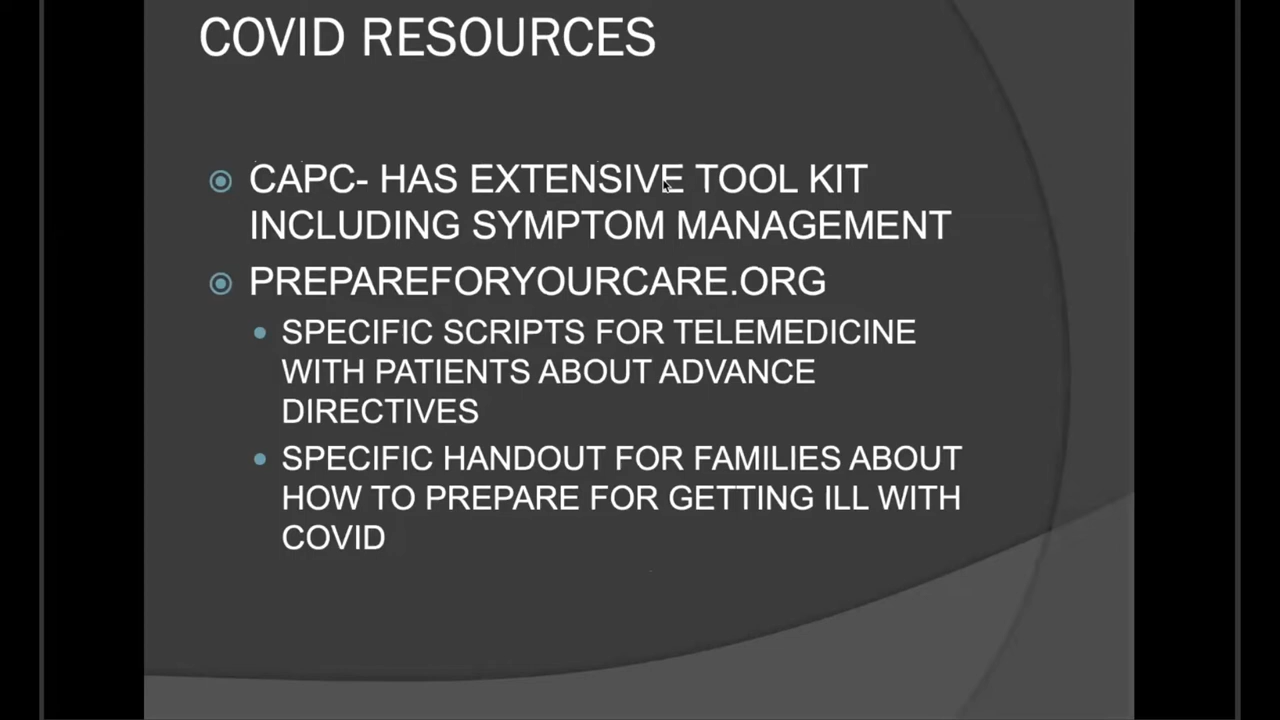 COVID RESOURCES
CAPC- HAS EXTENSIVE TOOL KIT
INCLUDING SYMPTOM MANAGEMENT
PREPAREFORYOURCARE.ORG
SPECIFIC SCRIPTS FOR TELEMEDICINE
WITH PATIENTS ABOUT ADVANCE
DIRECTIVES
SPECIFIC HANDOUT FOR FAMILIES ABOUT
HOW TO PREPARE FOR GETTING ILL WITH
COVID